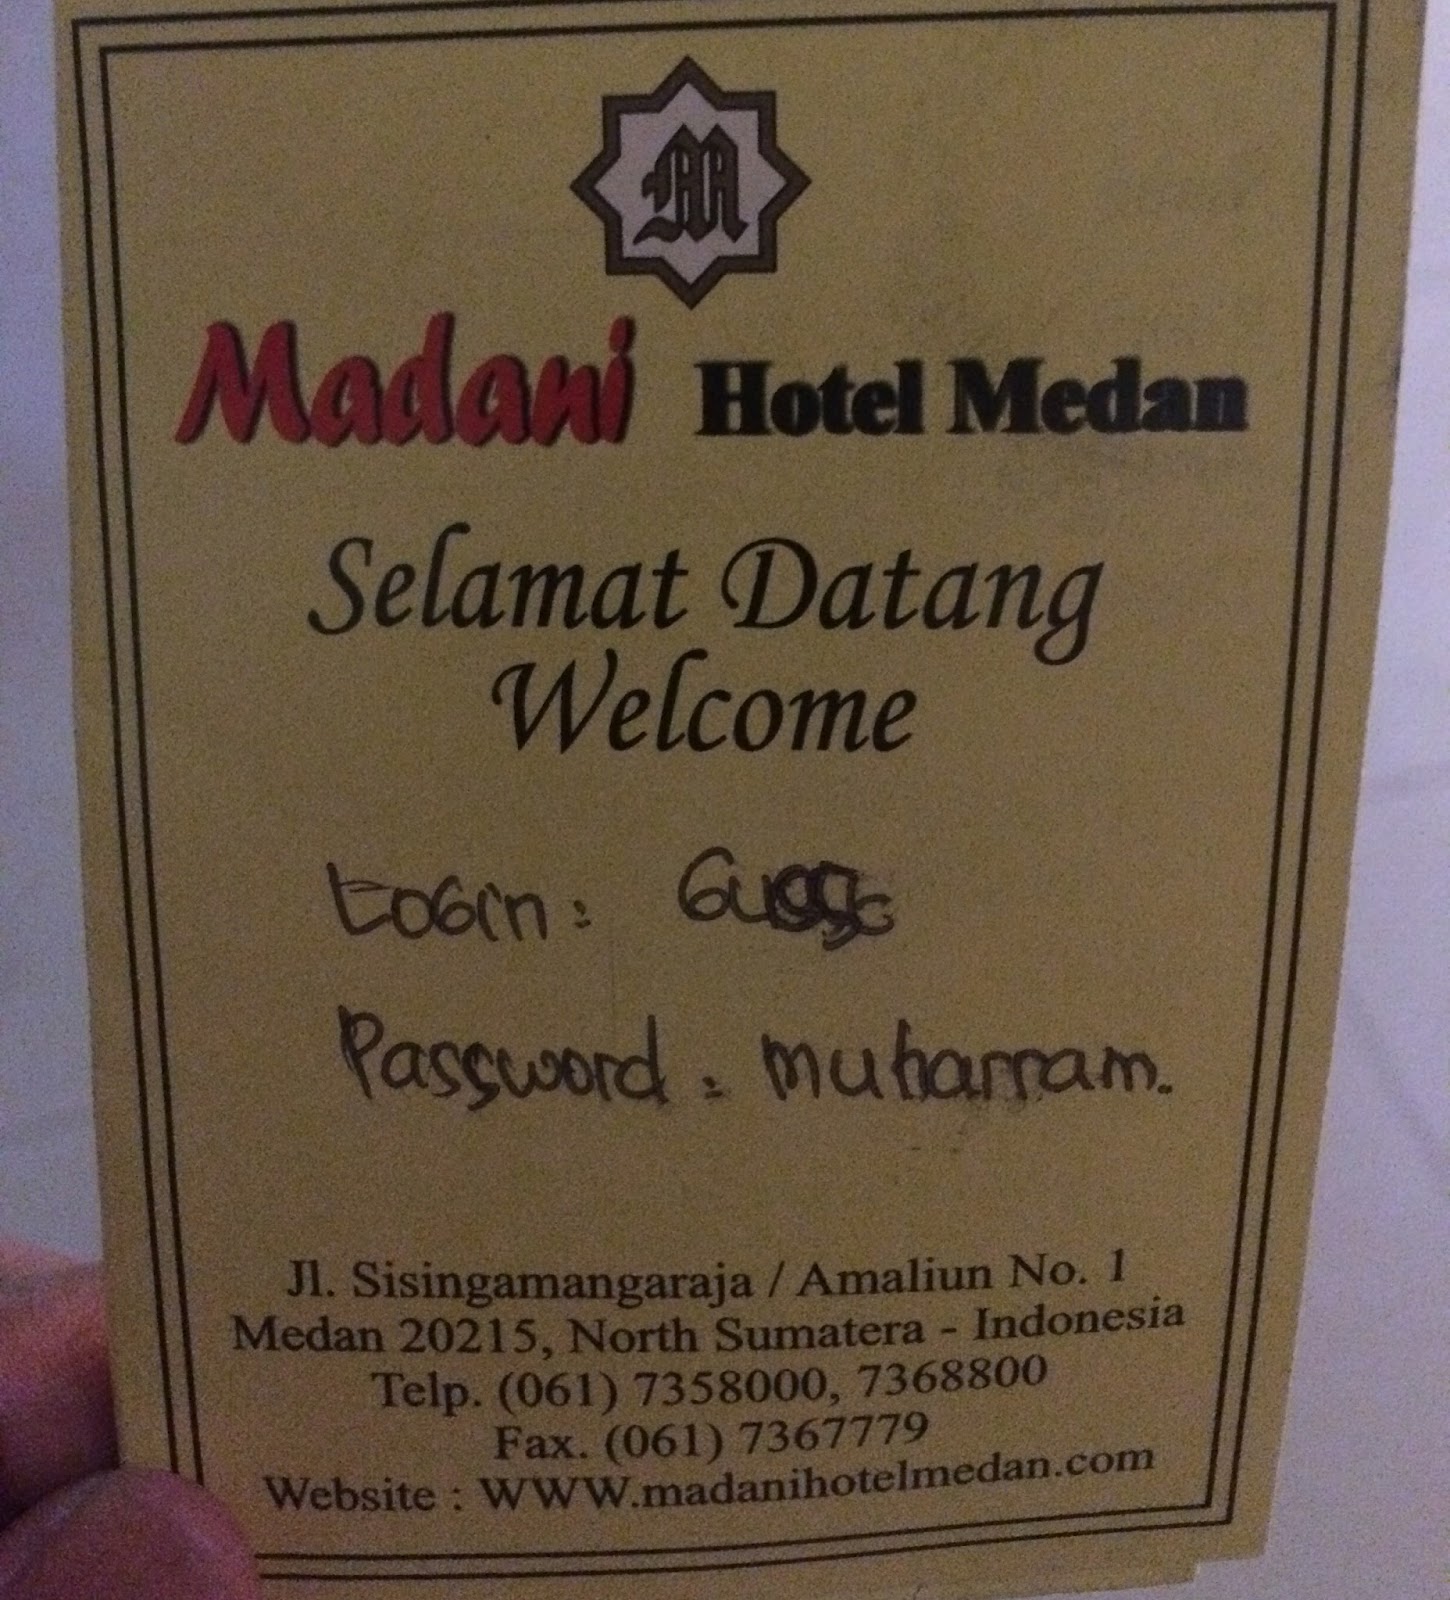 M
Madani Hotel Medan
Selamat Datang
Welcome
Login :
Password : muharram.
Jl. Sisingamangaraja / Amaliun No. 1
Medan 20215, North Sumatera - Indonesia
Telp. (061) 7358000, 7368800
Fax. (061) 7367779
Website : WWW.madanihotelmedan.com